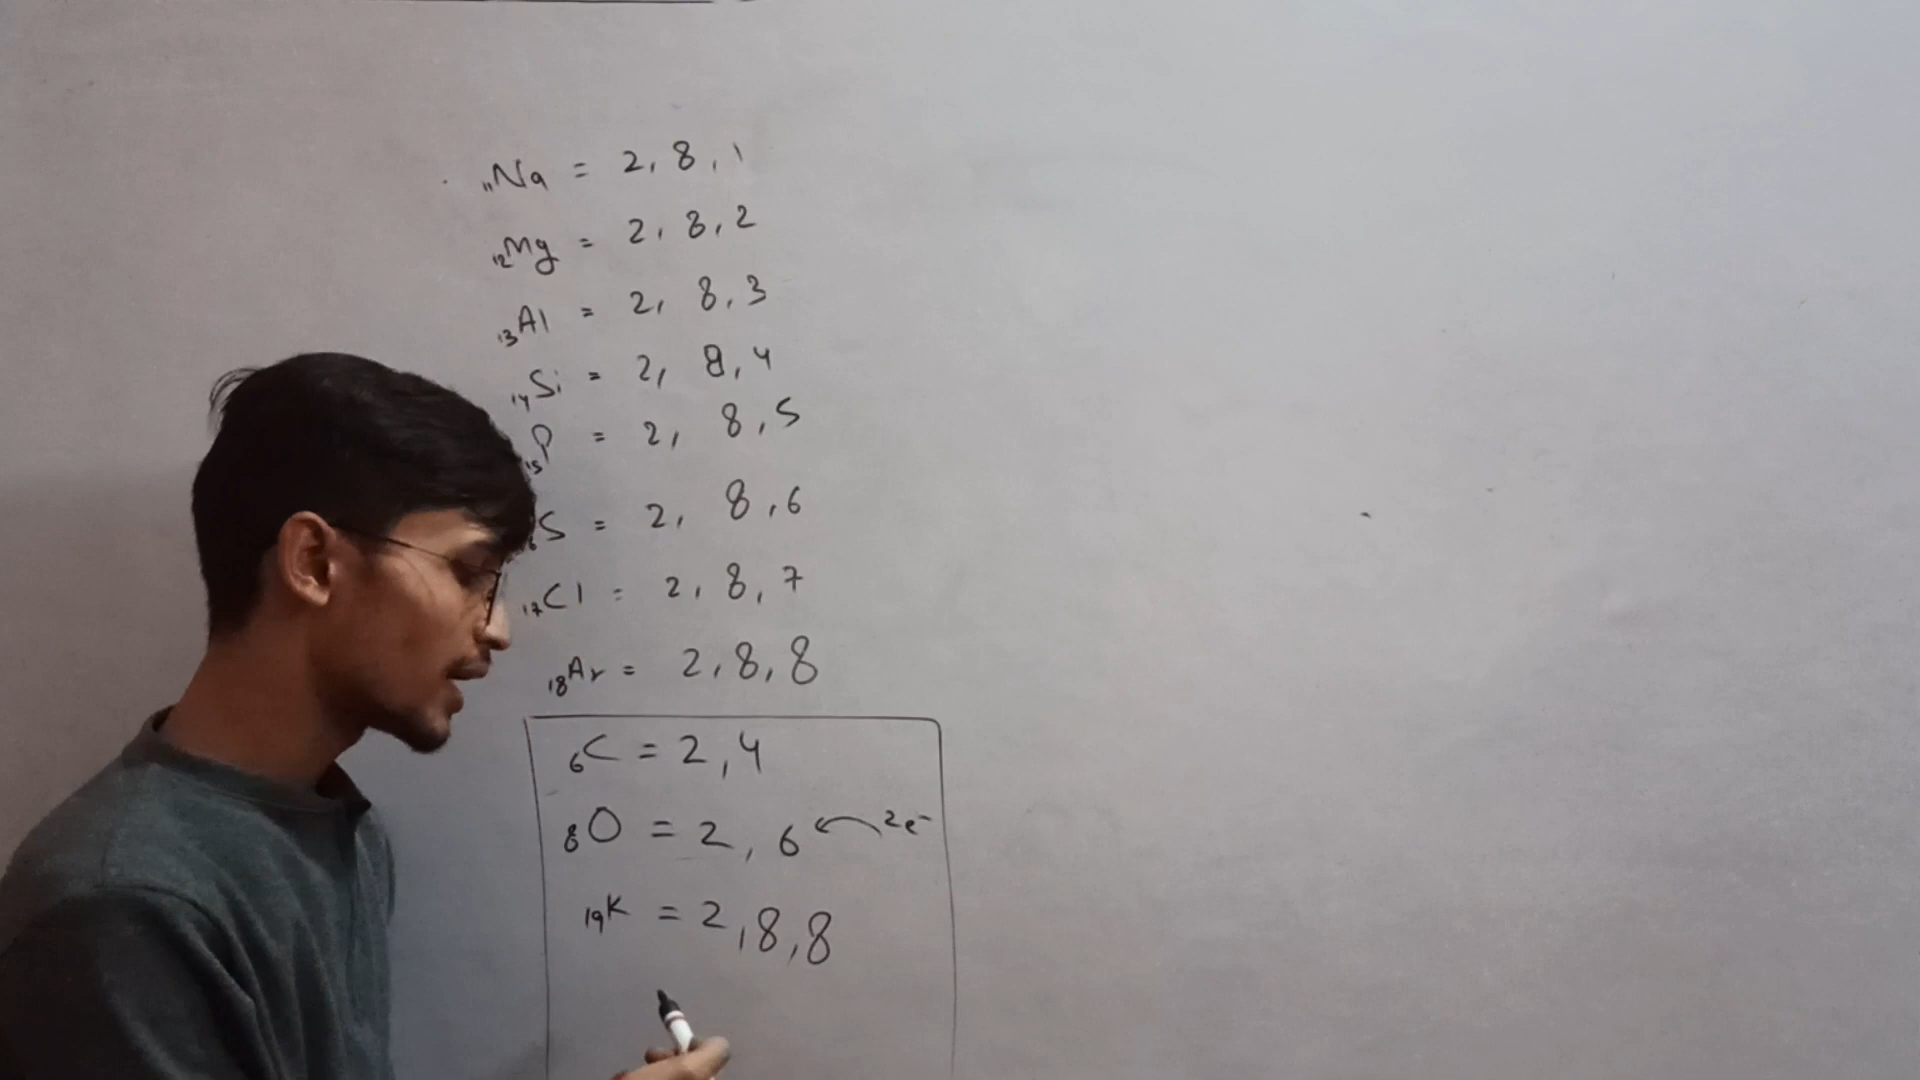 11Na = 2, 8, 1
12Mg = 2, 8, 2
13Al = 2, 8, 3
14Si = 2, 8, 4
15P = 2, 8, 5
6S = 2, 8, 6
17Cl = 2, 8, 7
18Ar = 2, 8, 8
6C = 2, 4
8O = 2, 6 2e-
19K = 2, 8, 8